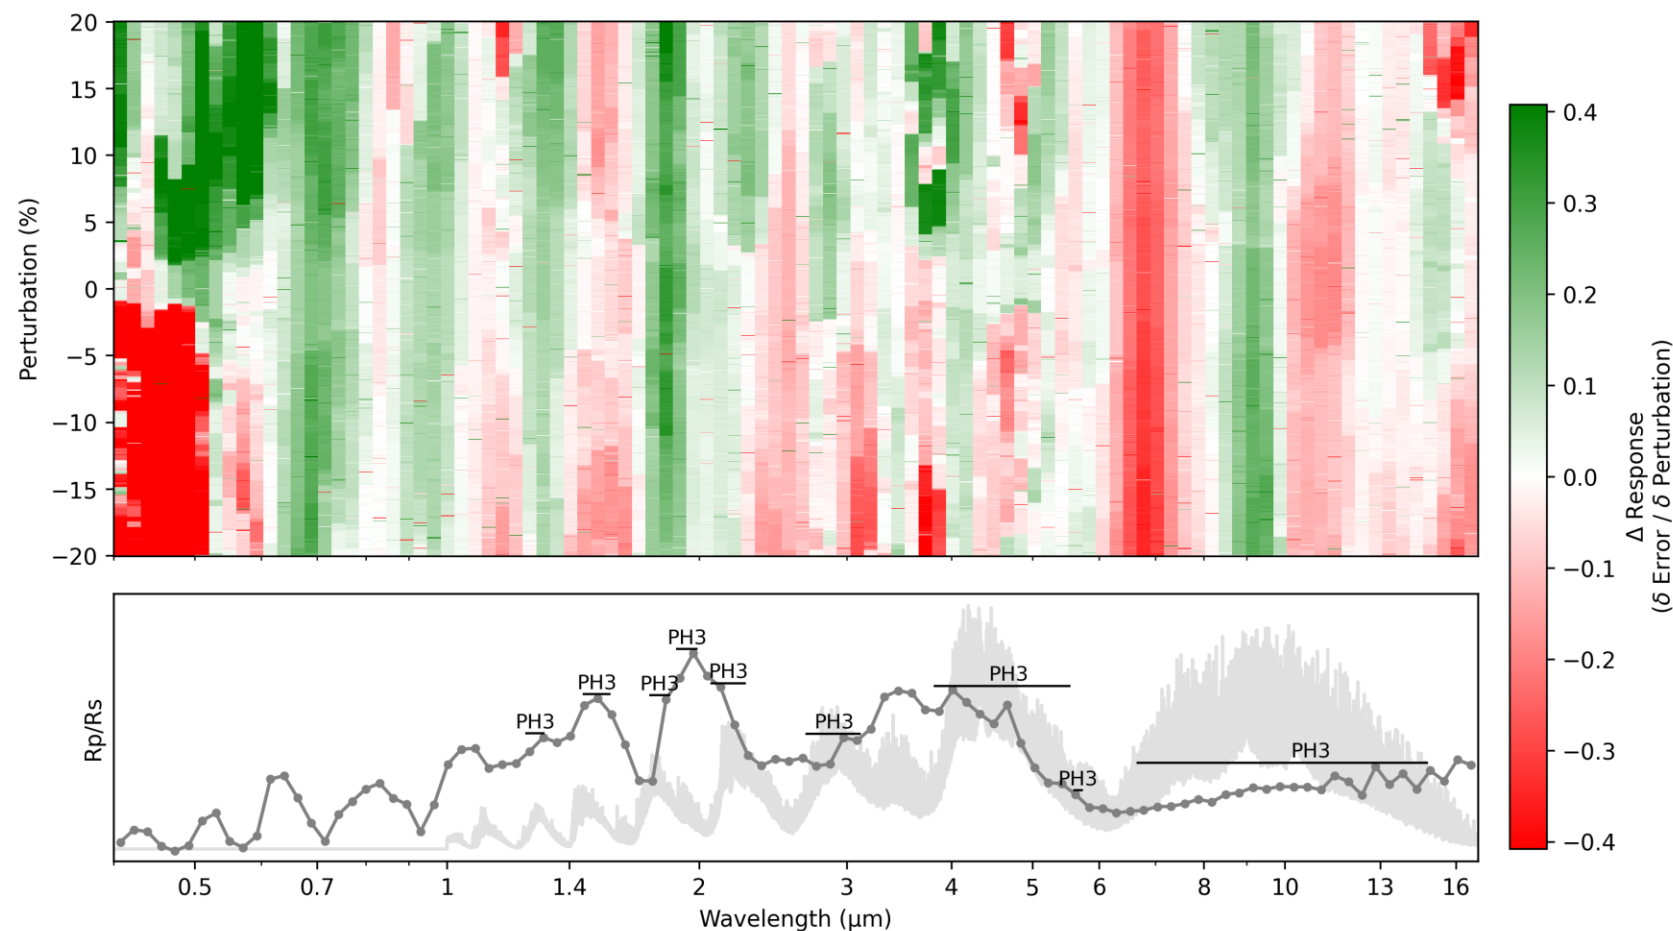 20
15
10
5
0
−5
−10
−15
−20
Perturbation (%)
0.4
0.3
0.2
0.1
0.0
−0.1
−0.2
−0.3
−0.4
Δ Response
(δ Error / δ Perturbation)
Rp/Rs
PH3
PH3
PH3
PH3
PH3
PH3
PH3
PH3
PH3
0.5 0.7 1 1.4 2 3 4 5 6 8 10 13 16
Wavelength (μm)